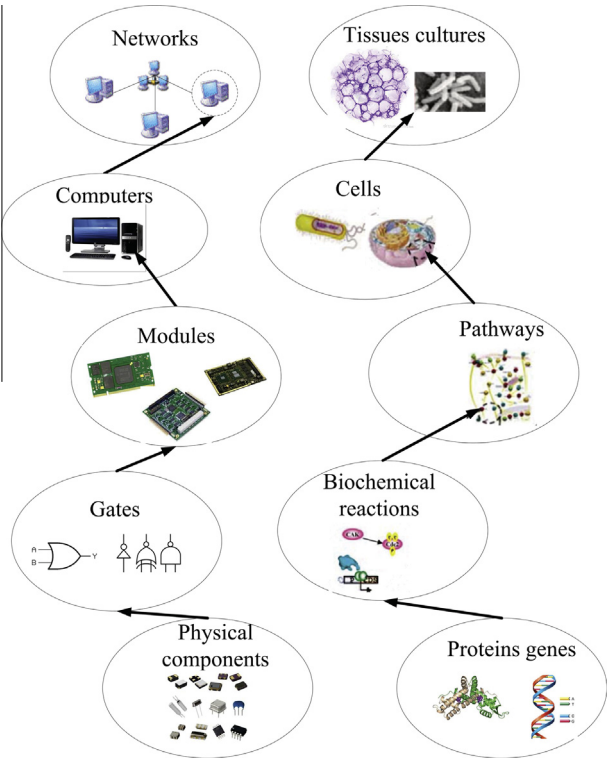 Networks
Tissues cultures
Computers
Cells
Modules
Pathways
Gates
A
B
Y
Biochemical
reactions
Physical
components
Proteins genes